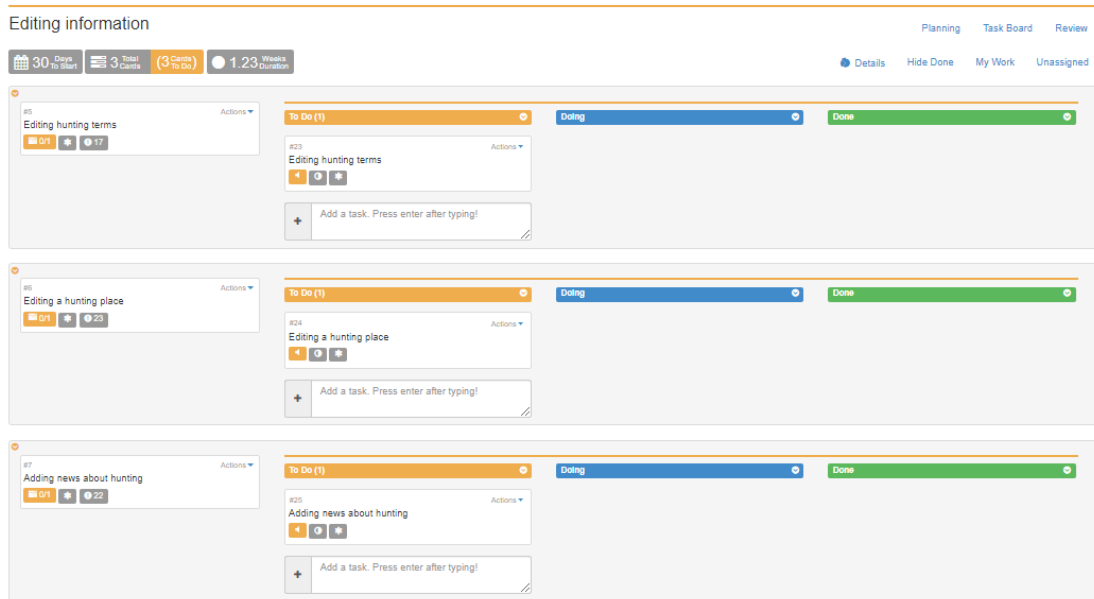 Editing information
Planning Task Board Review
30 Days To Start 3 Total Cards (3 Cards To Do) 1.23 Weeks Duration
Details Hide Done My Work Unassigned
#5 Actions
Editing hunting terms
0/1 17
To Do (1) Doing Done
#23 Actions
Editing hunting terms
Add a task. Press enter after typing!
#6 Actions
Editing a hunting place
0/1 23
To Do (1) Doing Done
#24 Actions
Editing a hunting place
Add a task. Press enter after typing!
#7 Actions
Adding news about hunting
0/1 22
To Do (1) Doing Done
#25 Actions
Adding news about hunting
Add a task. Press enter after typing!